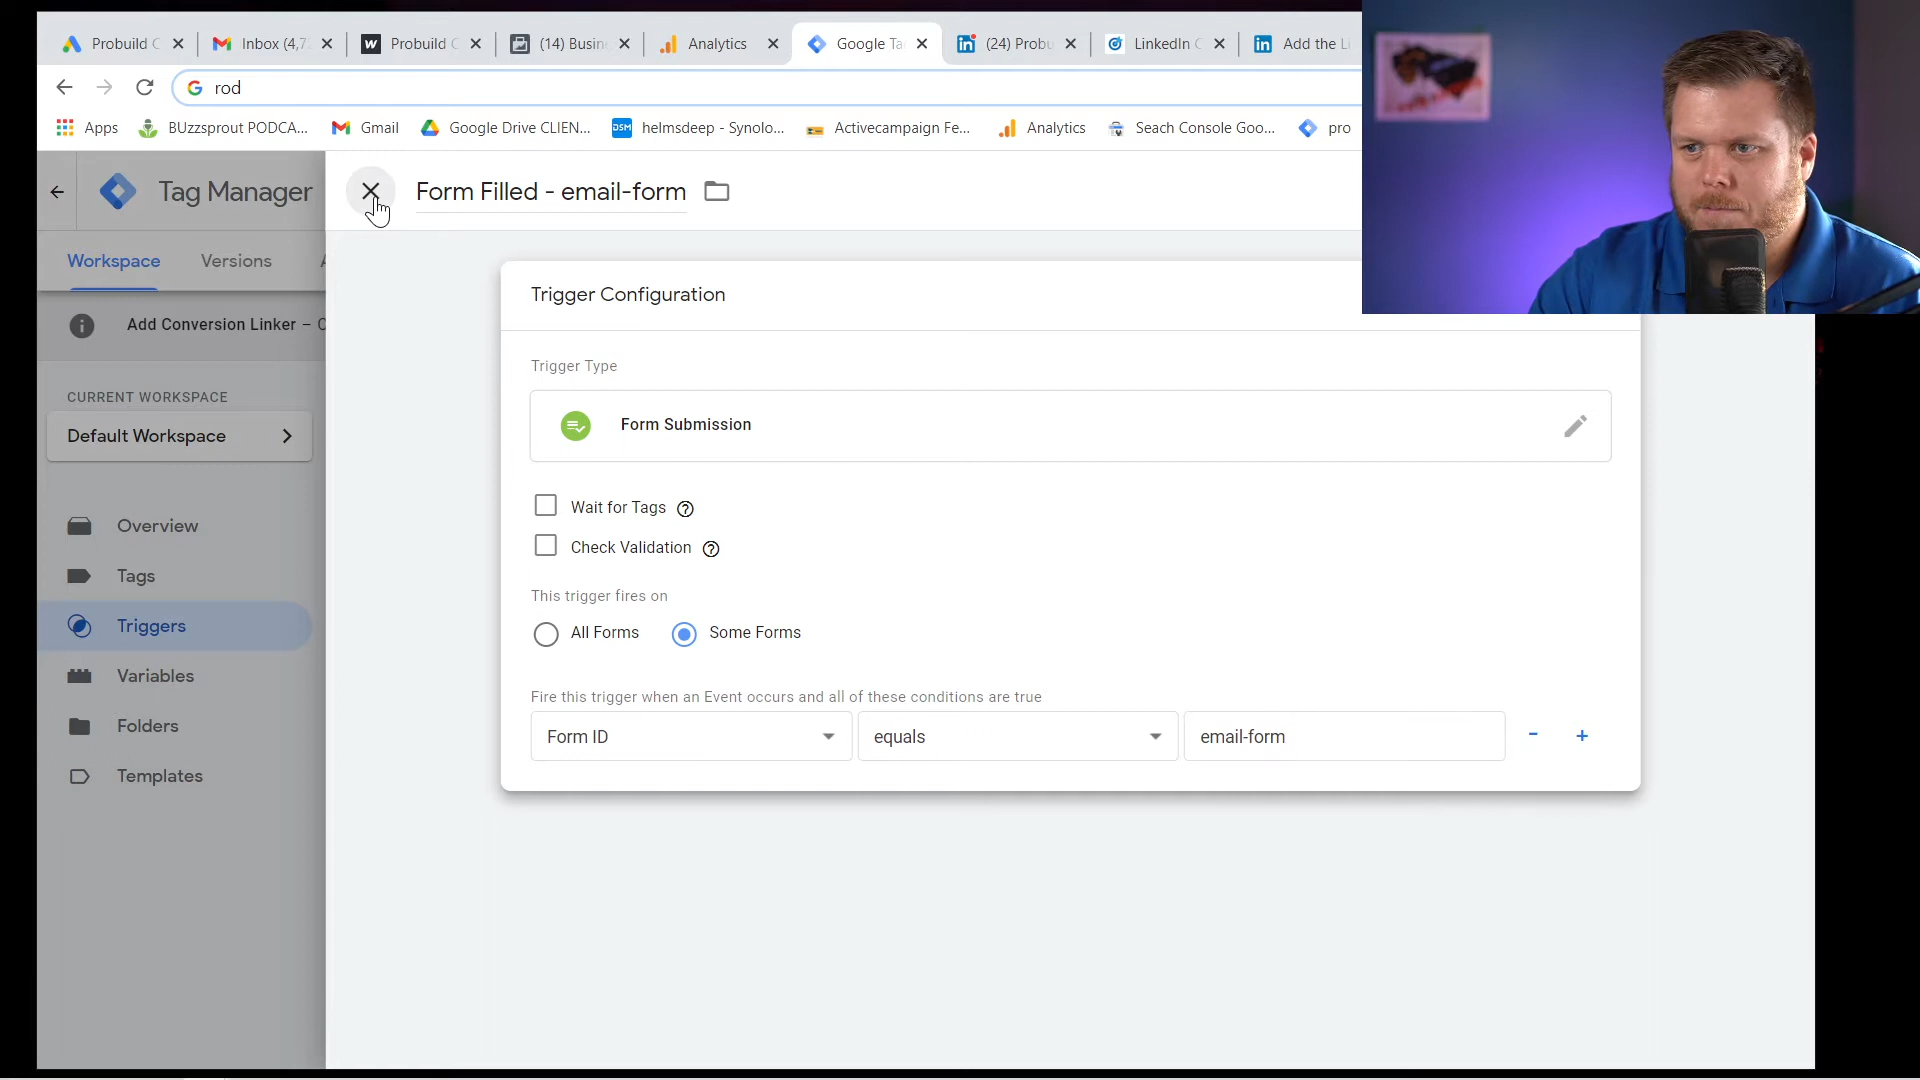 Probuild C
Inbox (4,7
Probuild C
(14) Busin
Analytics
Google Ta
(24) Probu
LinkedIn C
Add the Li
rod
Apps
BUzzsprout PODCA...
Gmail
Google Drive CLIEN...
DSM
helmsdeep - Synolo...
Activecampaign Fe...
Analytics
Seach Console Goo...
pro
Tag Manager
Form Filled - email-form
Workspace
Versions
Add Conversion Linker –
Trigger Configuration
CURRENT WORKSPACE
Default Workspace
Trigger Type
Form Submission
Overview
Tags
Triggers
Variables
Folders
Templates
Wait for Tags
Check Validation
This trigger fires on
All Forms
Some Forms
Fire this trigger when an Event occurs and all of these conditions are true
Form ID
equals
email-form
-
+